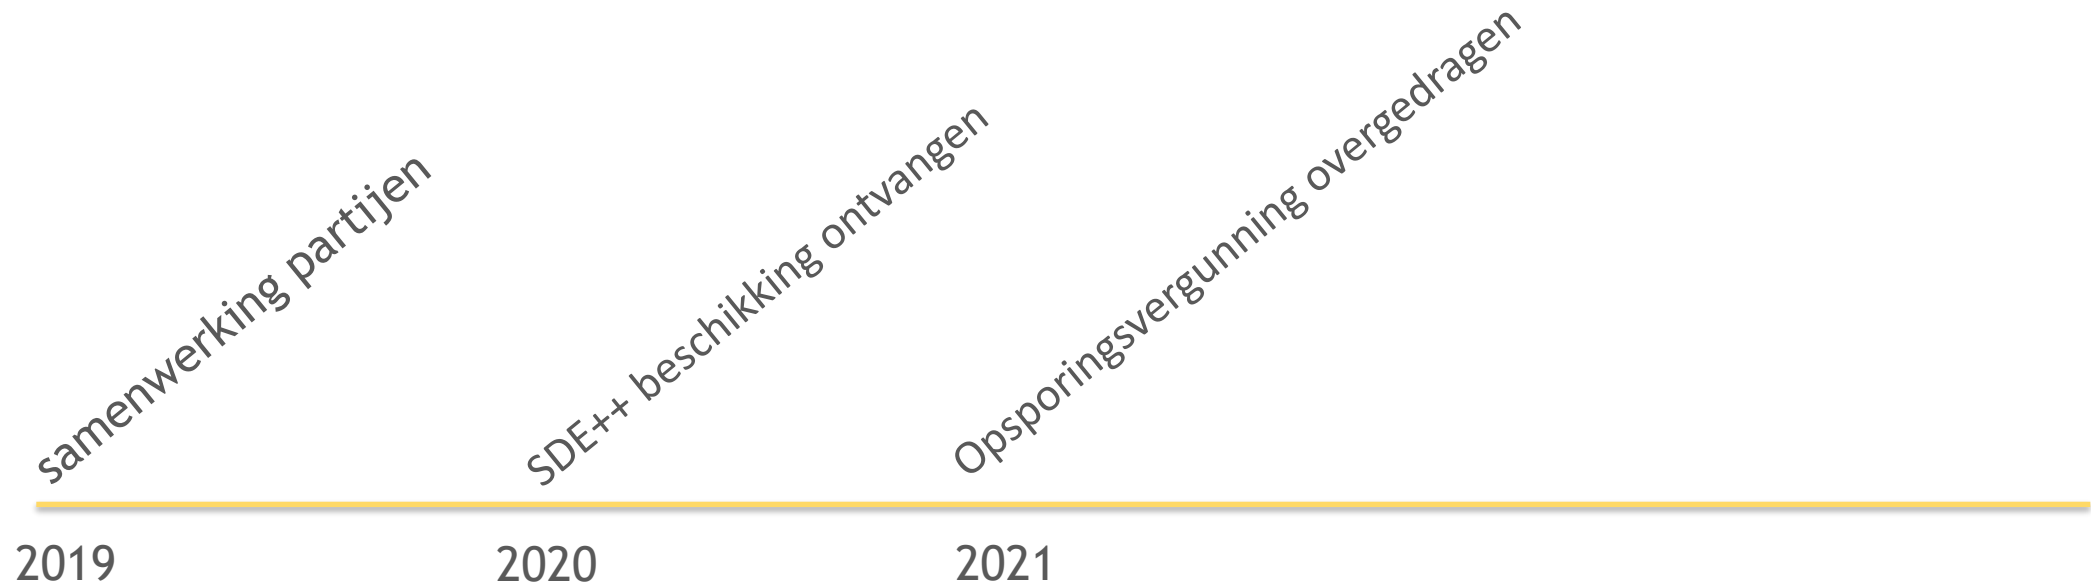 samenwerking partijen
SDE++ beschikking ontvangen
Opsporingsvergunning overgedragen
2019
2020
2021